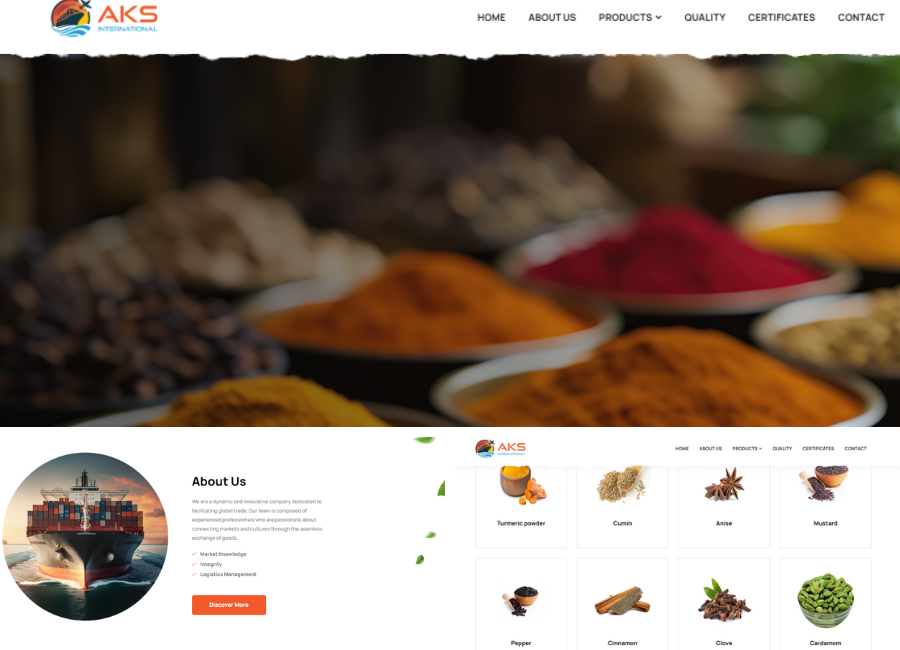 AKS
INTERNATIONAL
HOME ABOUT US PRODUCTS QUALITY CERTIFICATES CONTACT
About Us
We are a dynamic and innovative company dedicated to
facilitating global trade. Our team is composed of
experienced professionals who are passionate about
connecting markets and cultures through the seamless
exchange of goods.
Market Knowledge
Integrity
Logistics Management
Discover More
AKS
INTERNATIONAL
HOME ABOUT US PRODUCTS QUALITY CERTIFICATES CONTACT
Turmeric powder Cumin Anise Mustard
Pepper Cinnamon Clove Cardamom